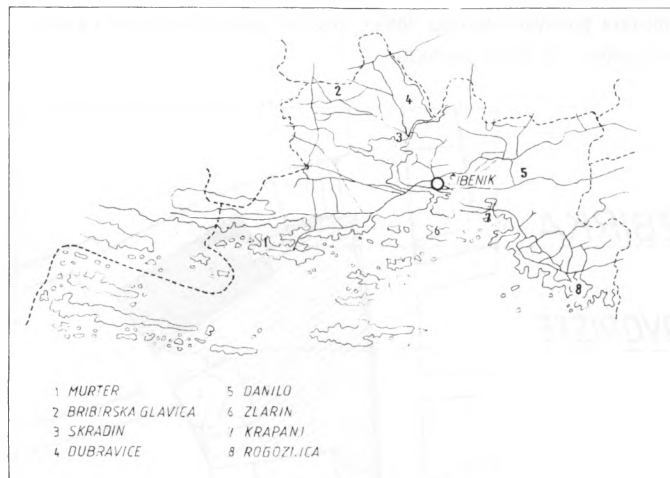 2
4
3
ŠIBENIK
5
1
6
7
8
1 MURTER
2 BRIBIRSKA GLAVICA
3 SKRADIN
4 DUBRAVICE
5 DANILO
6 ZLARIN
7 KRAPANJ
8 ROGOZNICA